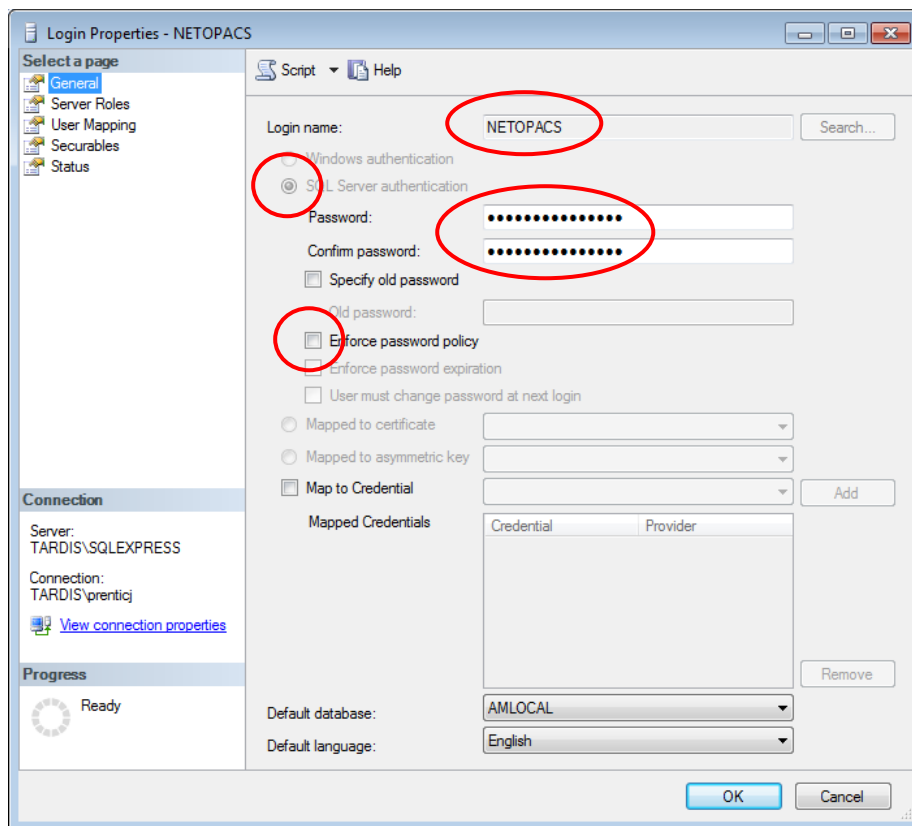 Login Properties - NETOPACS
Select a page
General
Server Roles
User Mapping
Securables
Status
Script
Help
Login name:
NETOPACS
Search...
Windows authentication
SQL Server authentication
Password:
•••••••••••••••
Confirm password:
•••••••••••••••
Specify old password
Old password:
Enforce password policy
Enforce password expiration
User must change password at next login
Mapped to certificate
Mapped to asymmetric key
Map to Credential
Add
Mapped Credentials
Credential
Provider
Remove
Default database:
AMLOCAL
Default language:
English
Connection
Server:
TARDIS\SQLEXPRESS
Connection:
TARDIS\prenticj
View connection properties
Progress
Ready
OK
Cancel